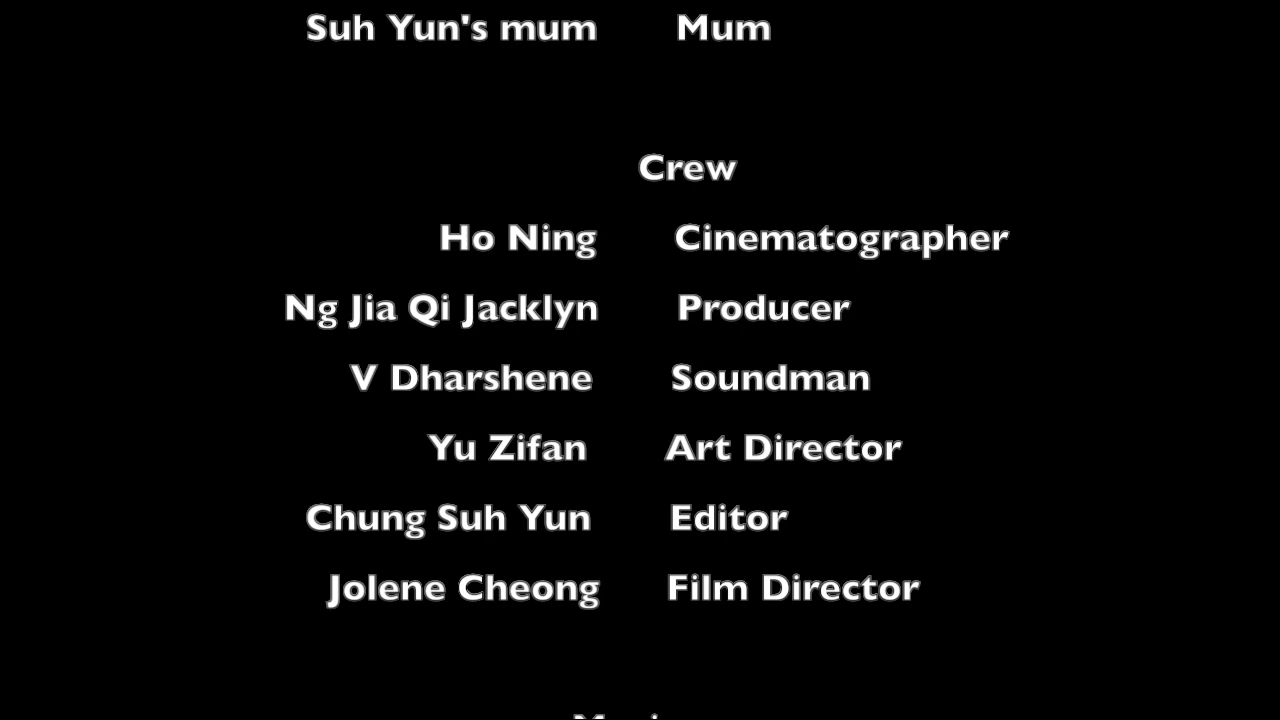 Suh Yun's mum Mum
Crew
Ho Ning Cinematographer
Ng Jia Qi Jacklyn Producer
V Dharshene Soundman
Yu Zifan Art Director
Chung Suh Yun Editor
Jolene Cheong Film Director